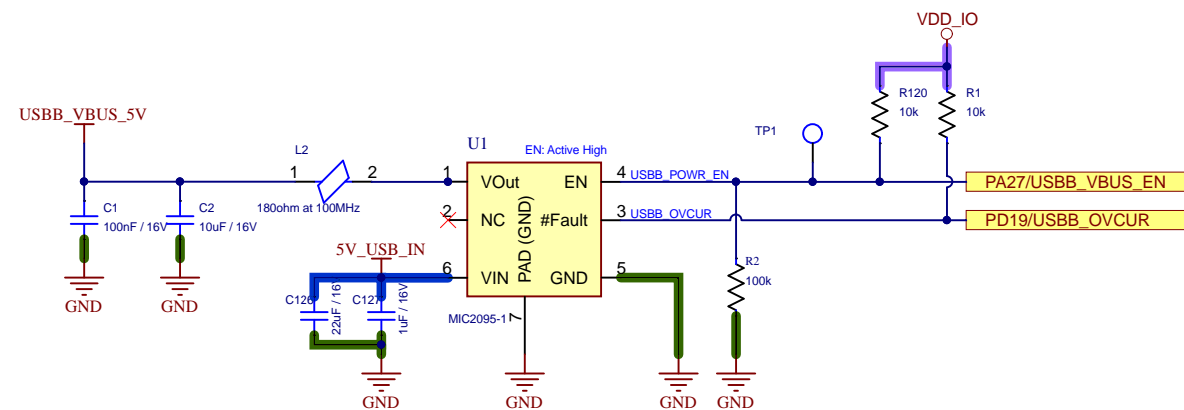 VDD_IO
R120
10k
R1
10k
USBB_VBUS_5V
TP1
U1
EN: Active High
L2
1
2
180ohm at 100MHz
1
VOut
EN
4
USBB_POWR_EN
PA27/USBB_VBUS_EN
2
NC
#Fault
3
USBB_OVCUR
PD19/USBB_OVCUR
C1
100nF / 16V
C2
10uF / 16V
PAD (GND)
5V_USB_IN
6
VIN
GND
5
R2
100k
C126
22uF / 16V
C127
1uF / 16V
MIC2095-1
7
GND
GND
GND
GND
GND
GND